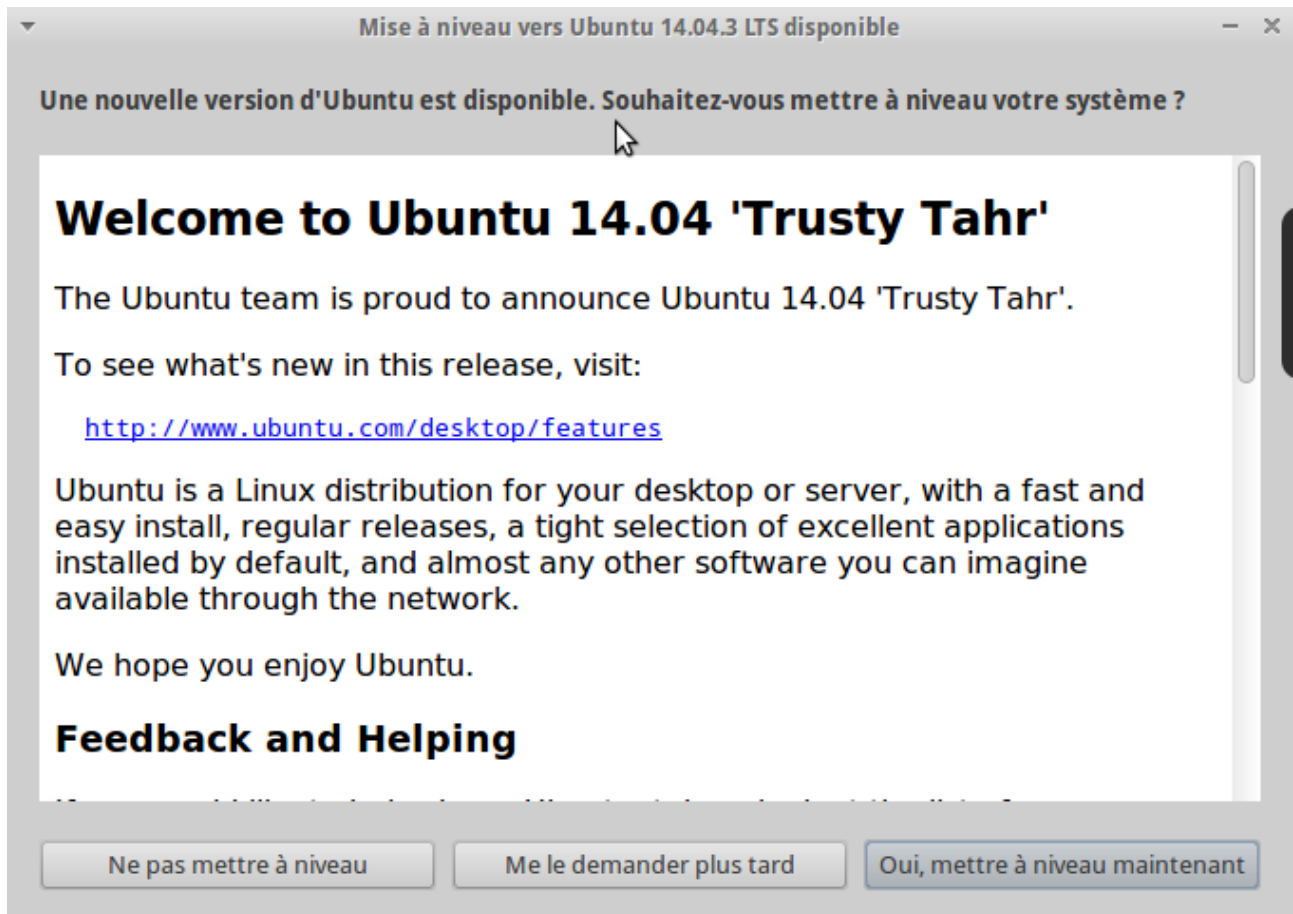 Mise à niveau vers Ubuntu 14.04.3 LTS disponible
Une nouvelle version d'Ubuntu est disponible. Souhaitez-vous mettre à niveau votre système ?
Welcome to Ubuntu 14.04 'Trusty Tahr'
The Ubuntu team is proud to announce Ubuntu 14.04 'Trusty Tahr'.
To see what's new in this release, visit:
http://www.ubuntu.com/desktop/features
Ubuntu is a Linux distribution for your desktop or server, with a fast and
easy install, regular releases, a tight selection of excellent applications
installed by default, and almost any other software you can imagine
available through the network.
We hope you enjoy Ubuntu.
Feedback and Helping
Ne pas mettre à niveau
Me le demander plus tard
Oui, mettre à niveau maintenant